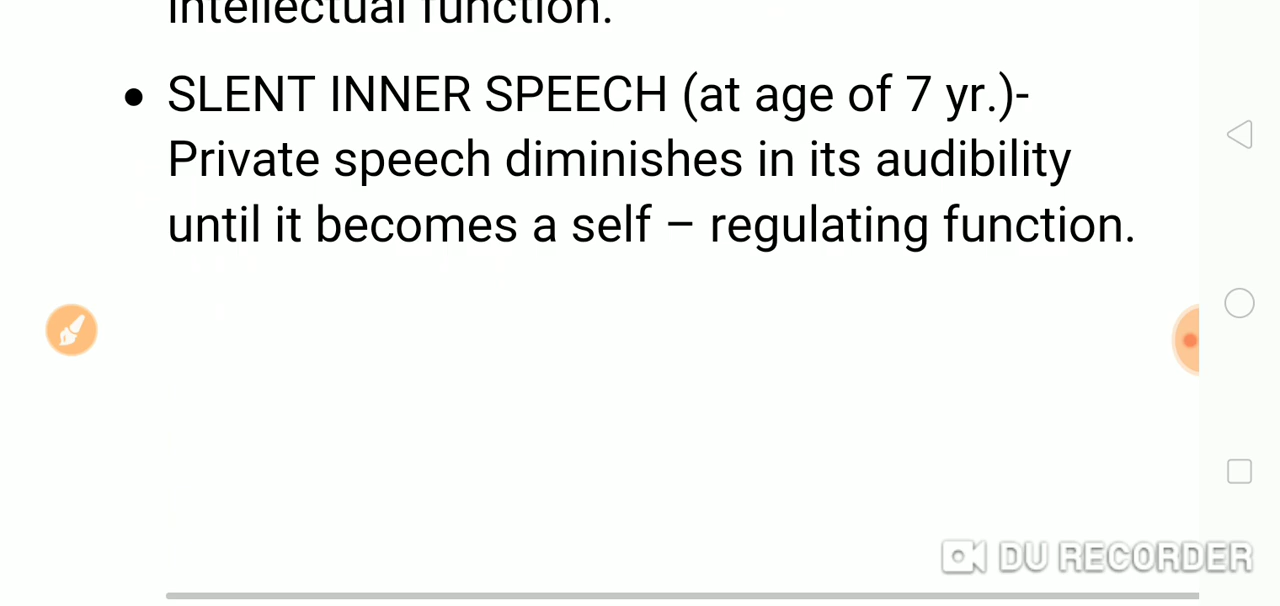 intellectual function.
• SLENT INNER SPEECH (at age of 7 yr.)-
Private speech diminishes in its audibility
until it becomes a self – regulating function.
DU RECORDER